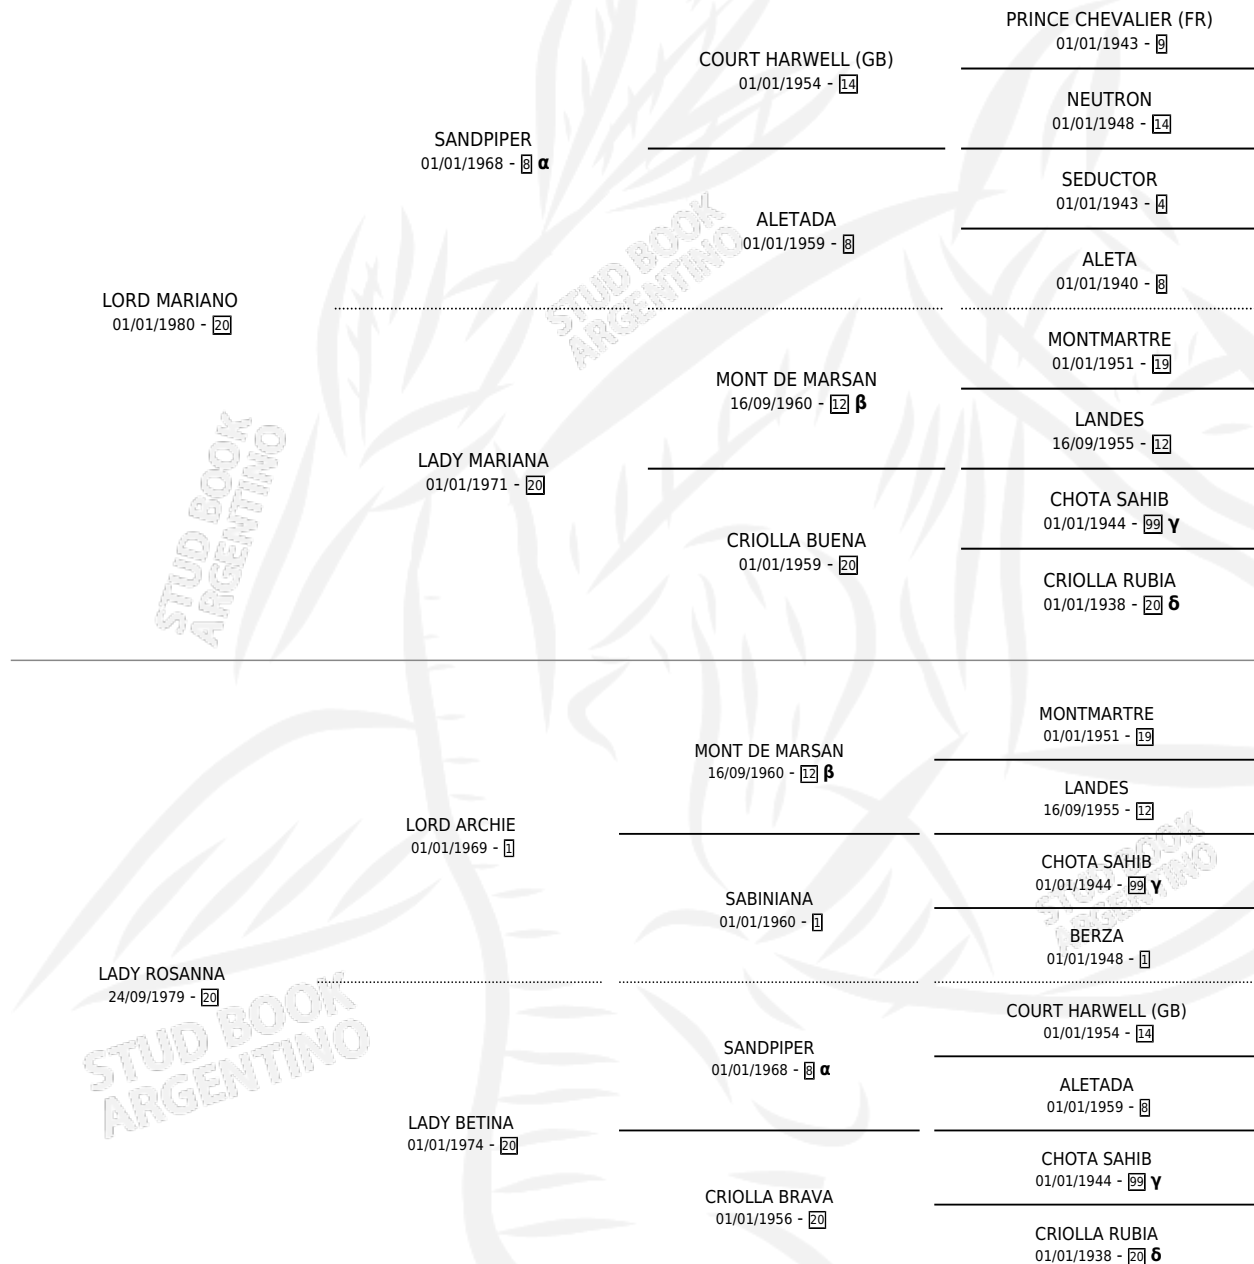 PRINCE CHEVALIER (FR)
01/01/1943 - 9
COURT HARWELL (GB)
01/01/1954 - 14
NEUTRON
01/01/1948 - 14
SANDPIPER
01/01/1968 - 8 α
SEDUCTOR
01/01/1943 - 4
ALETADA
01/01/1959 - 8
ALETA
01/01/1940 - 8
LORD MARIANO
01/01/1980 - 20
MONTMARTRE
01/01/1951 - 19
MONT DE MARSAN
16/09/1960 - 12 β
LANDES
16/09/1955 - 12
LADY MARIANA
01/01/1971 - 20
CHOTA SAHIB
01/01/1944 - 99 γ
CRIOLLA BUENA
01/01/1959 - 20
CRIOLLA RUBIA
01/01/1938 - 20 δ
MONTMARTRE
01/01/1951 - 19
MONT DE MARSAN
16/09/1960 - 12 β
LANDES
16/09/1955 - 12
LORD ARCHIE
01/01/1969 - 1
CHOTA SAHIB
01/01/1944 - 99 γ
SABINIANA
01/01/1960 - 1
BERZA
01/01/1948 - 1
LADY ROSANNA
24/09/1979 - 20
COURT HARWELL (GB)
01/01/1954 - 14
SANDPIPER
01/01/1968 - 8 α
ALETADA
01/01/1959 - 8
LADY BETINA
01/01/1974 - 20
CHOTA SAHIB
01/01/1944 - 99 γ
CRIOLLA BRAVA
01/01/1956 - 20
CRIOLLA RUBIA
01/01/1938 - 20 δ
STUD BOOK
ARGENTINO
STUD BOOK
ARGENTINO
STUD BOOK
ARGENTINO
STUD BOOK
ARGENTINO